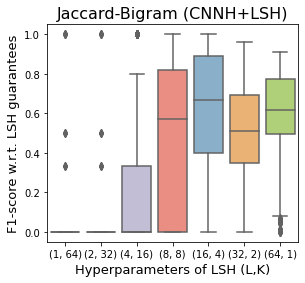 Jaccard-Bigram (CNNH+LSH)
F1-score w.r.t. LSH guarantees
1.0
0.8
0.6
0.4
0.2
0.0
(1, 64) (2, 32) (4, 16) (8, 8) (16, 4) (32, 2) (64, 1)
Hyperparameters of LSH (L,K)